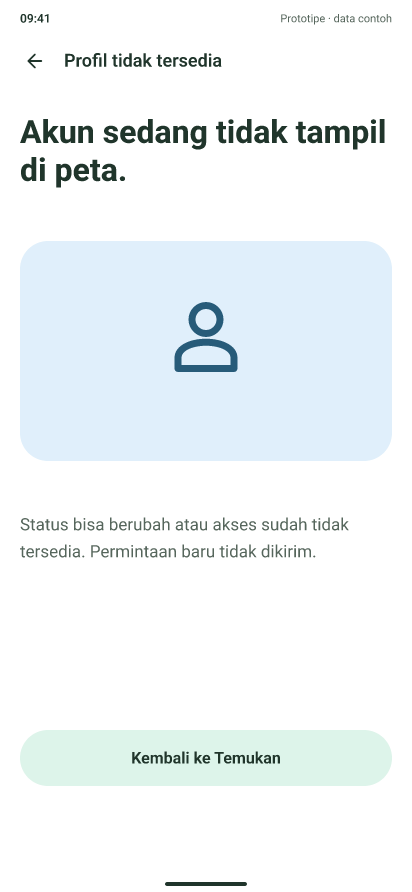 09:41
Prototipe · data contoh
Profil tidak tersedia
Akun sedang tidak tampil
di peta.
Status bisa berubah atau akses sudah tidak
tersedia. Permintaan baru tidak dikirim.
Kembali ke Temukan